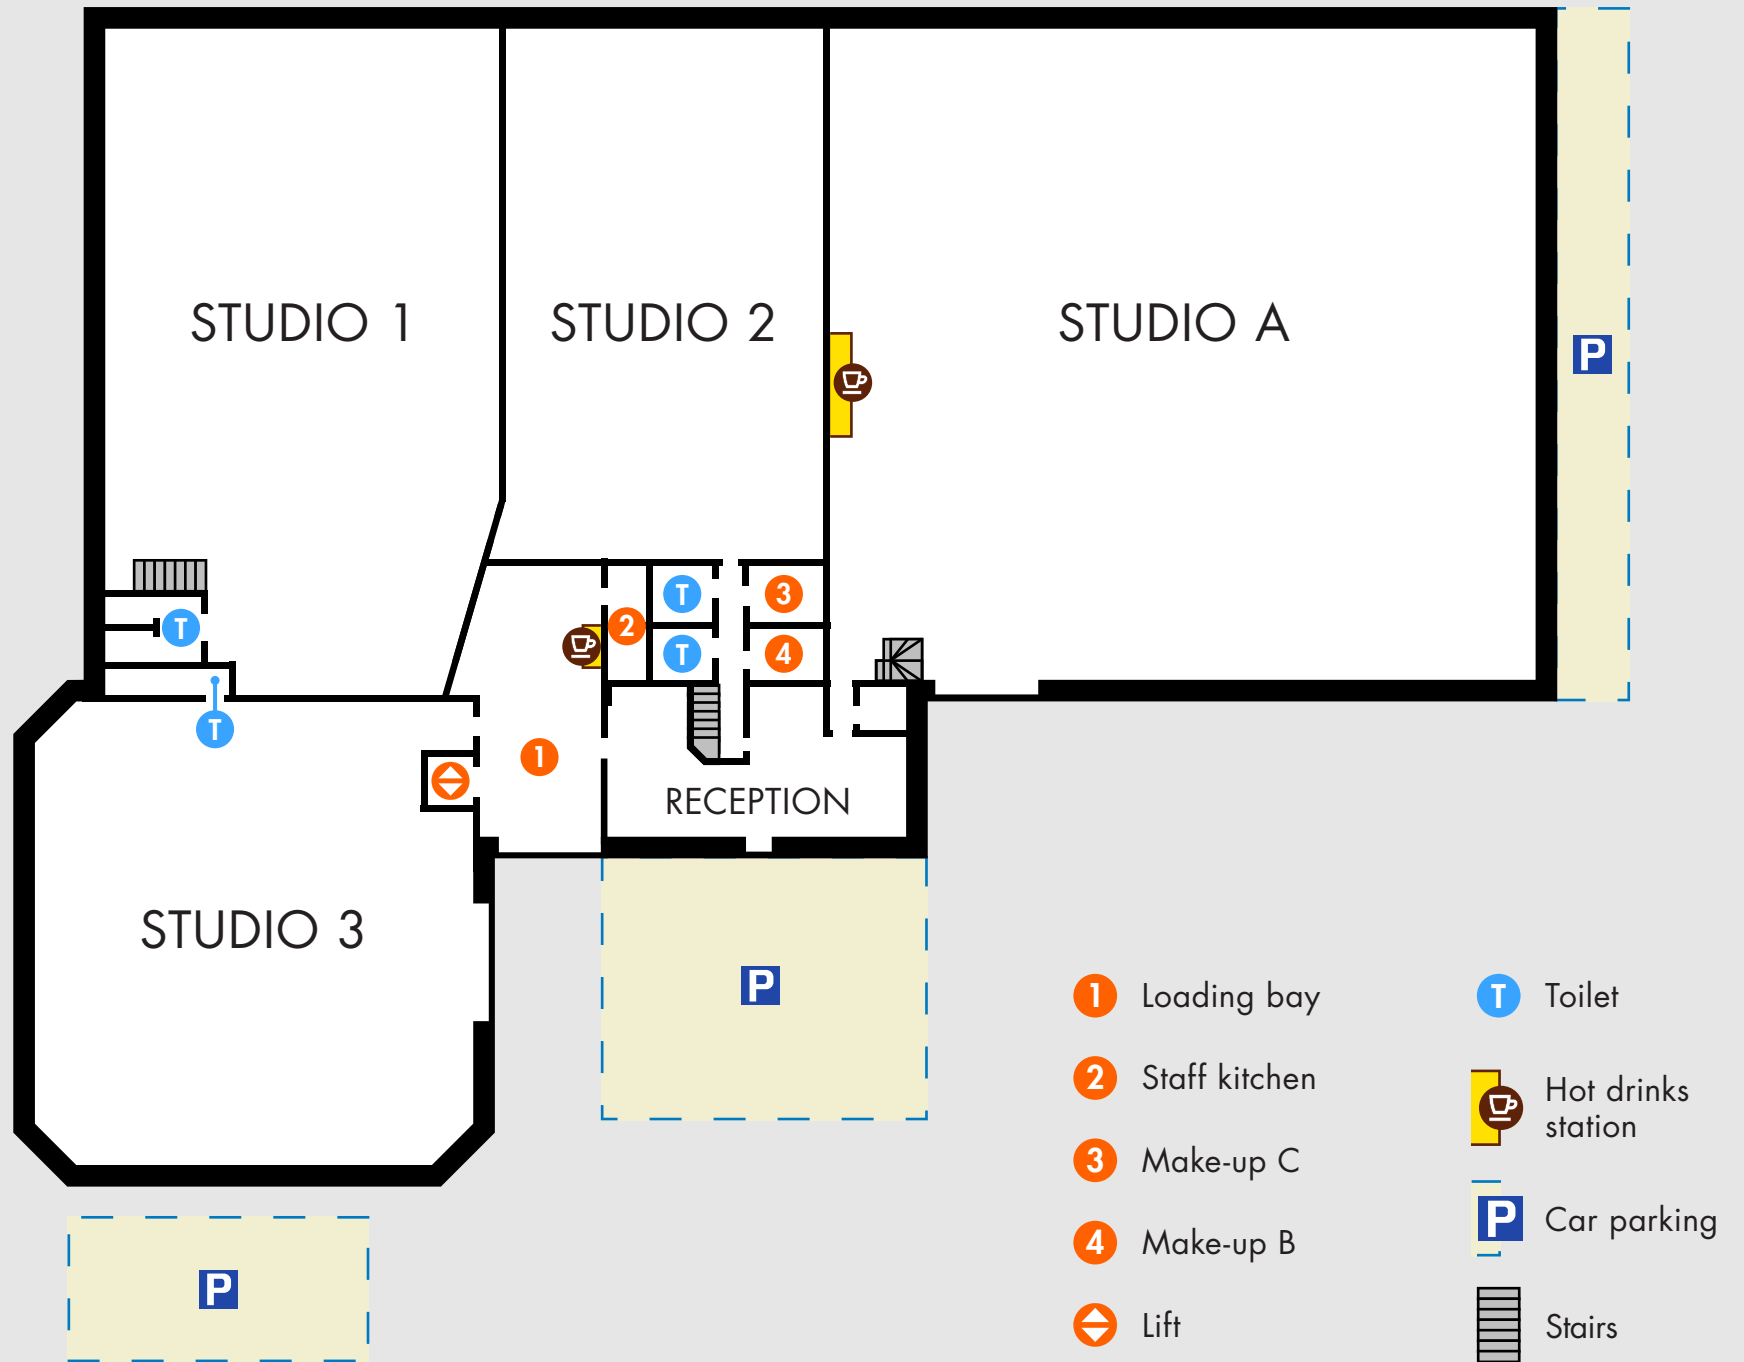 STUDIO 1
STUDIO 2
STUDIO A
P
T
T
T
T
2
3
4
1
RECEPTION
STUDIO 3
P
P
1 Loading bay
2 Staff kitchen
3 Make-up C
4 Make-up B
Lift
T Toilet
Hot drinks
station
P Car parking
Stairs